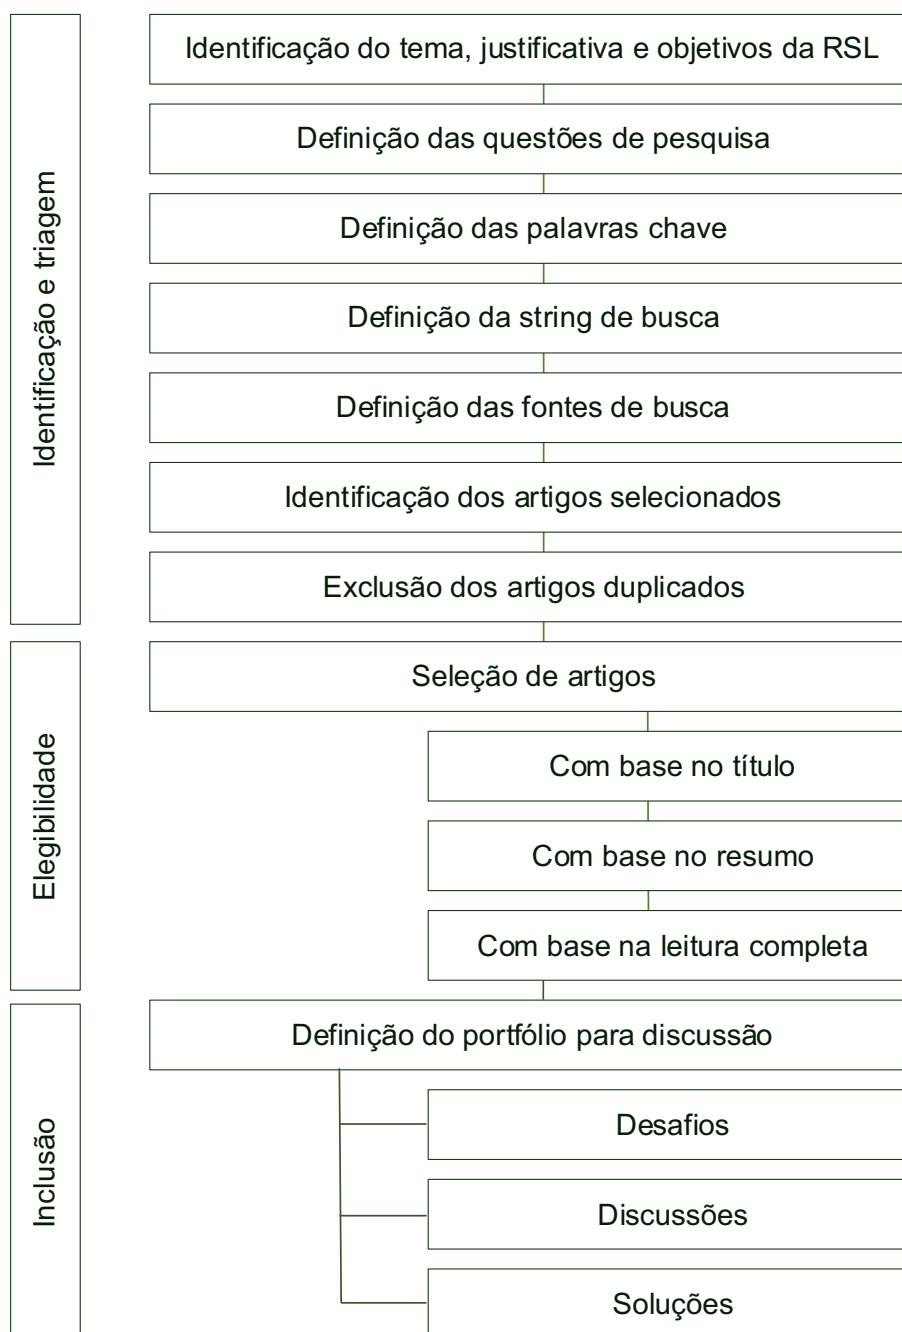 Identificação e triagem
Identificação do tema, justificativa e objetivos da RSL
Definição das questões de pesquisa
Definição das palavras chave
Definição da string de busca
Definição das fontes de busca
Identificação dos artigos selecionados
Exclusão dos artigos duplicados
Elegibilidade
Seleção de artigos
Com base no título
Com base no resumo
Com base na leitura completa
Inclusão
Definição do portfólio para discussão
Desafios
Discussões
Soluções